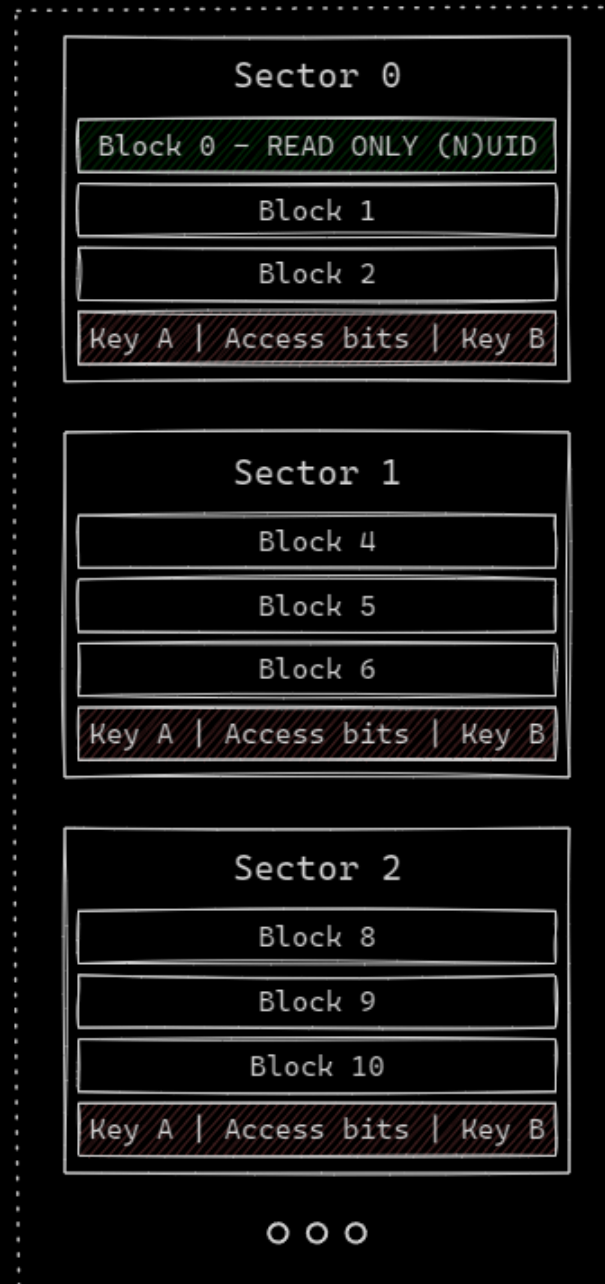 Sector 0
Block 0 - READ ONLY (N)UID
Block 1
Block 2
Key A | Access bits | Key B
Sector 1
Block 4
Block 5
Block 6
Key A | Access bits | Key B
Sector 2
Block 8
Block 9
Block 10
Key A | Access bits | Key B